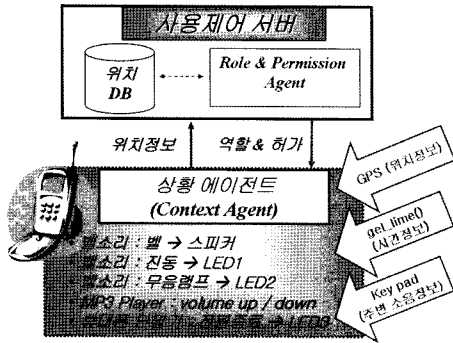 사용제어 서버
위치
DB
Role & Permission
Agent
위치정보
역할 & 허가
상황 에이전트
(Context Agent)
GPS (위치정보)
get_time()
(시간정보)
Key pad
(주변 소음정보)
벨소리 : 벨 → 스피커
벨소리 : 진동 → LED1
벨소리 : 무음램프 → LED2
• MP3 Player : volume up / down
→ LED3